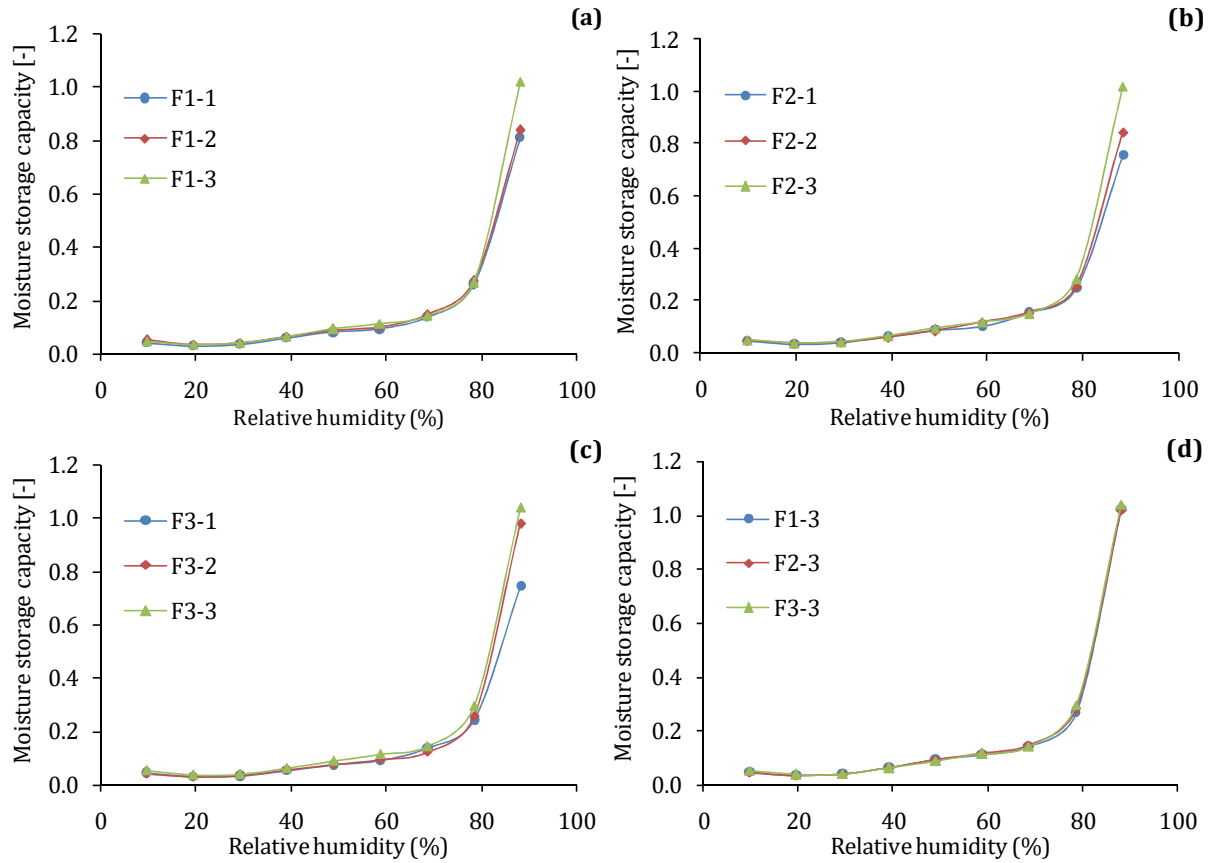 (a)
Moisture storage capacity [-]
1.2
1.0
0.8
0.6
0.4
0.2
0.0
F1-1
F1-2
F1-3
0 20 40 60 80 100
Relative humidity (%)
(b)
Moisture storage capacity [-]
1.2
1.0
0.8
0.6
0.4
0.2
0.0
F2-1
F2-2
F2-3
0 20 40 60 80 100
Relative humidity (%)
(c)
Moisture storage capacity [-]
1.2
1.0
0.8
0.6
0.4
0.2
0.0
F3-1
F3-2
F3-3
0 20 40 60 80 100
Relative humidity (%)
(d)
Moisture storage capacity [-]
1.2
1.0
0.8
0.6
0.4
0.2
0.0
F1-3
F2-3
F3-3
0 20 40 60 80 100
Relative humidity (%)